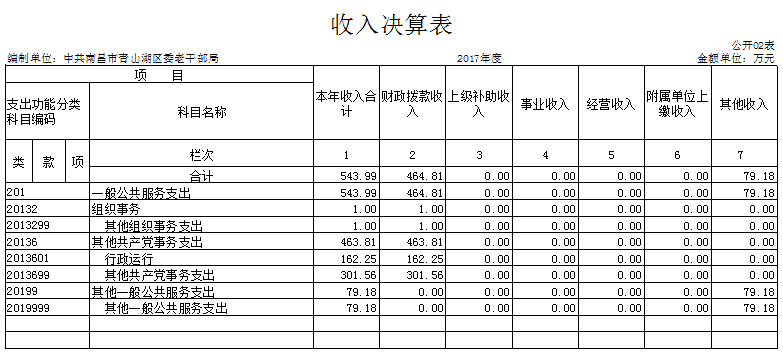 收入决算表
公开02表
编制单位：中共南昌市青山湖区委老干部局 2017年度 金额单位：万元
项 目 本年收入合计 财政拨款收入 上级补助收入 事业收入 经营收入 附属单位上缴收入 其他收入
支出功能分类科目编码 科目名称
类 款 项 栏次 1 2 3 4 5 6 7
合计 543.99 464.81 0.00 0.00 0.00 0.00 79.18
201 一般公共服务支出 543.99 464.81 0.00 0.00 0.00 0.00 79.18
20132 组织事务 1.00 1.00 0.00 0.00 0.00 0.00 0.00
2013299 其他组织事务支出 1.00 1.00 0.00 0.00 0.00 0.00 0.00
20136 其他共产党事务支出 463.81 463.81 0.00 0.00 0.00 0.00 0.00
2013601 行政运行 162.25 162.25 0.00 0.00 0.00 0.00 0.00
2013699 其他共产党事务支出 301.56 301.56 0.00 0.00 0.00 0.00 0.00
20199 其他一般公共服务支出 79.18 0.00 0.00 0.00 0.00 0.00 79.18
2019999 其他一般公共服务支出 79.18 0.00 0.00 0.00 0.00 0.00 79.18